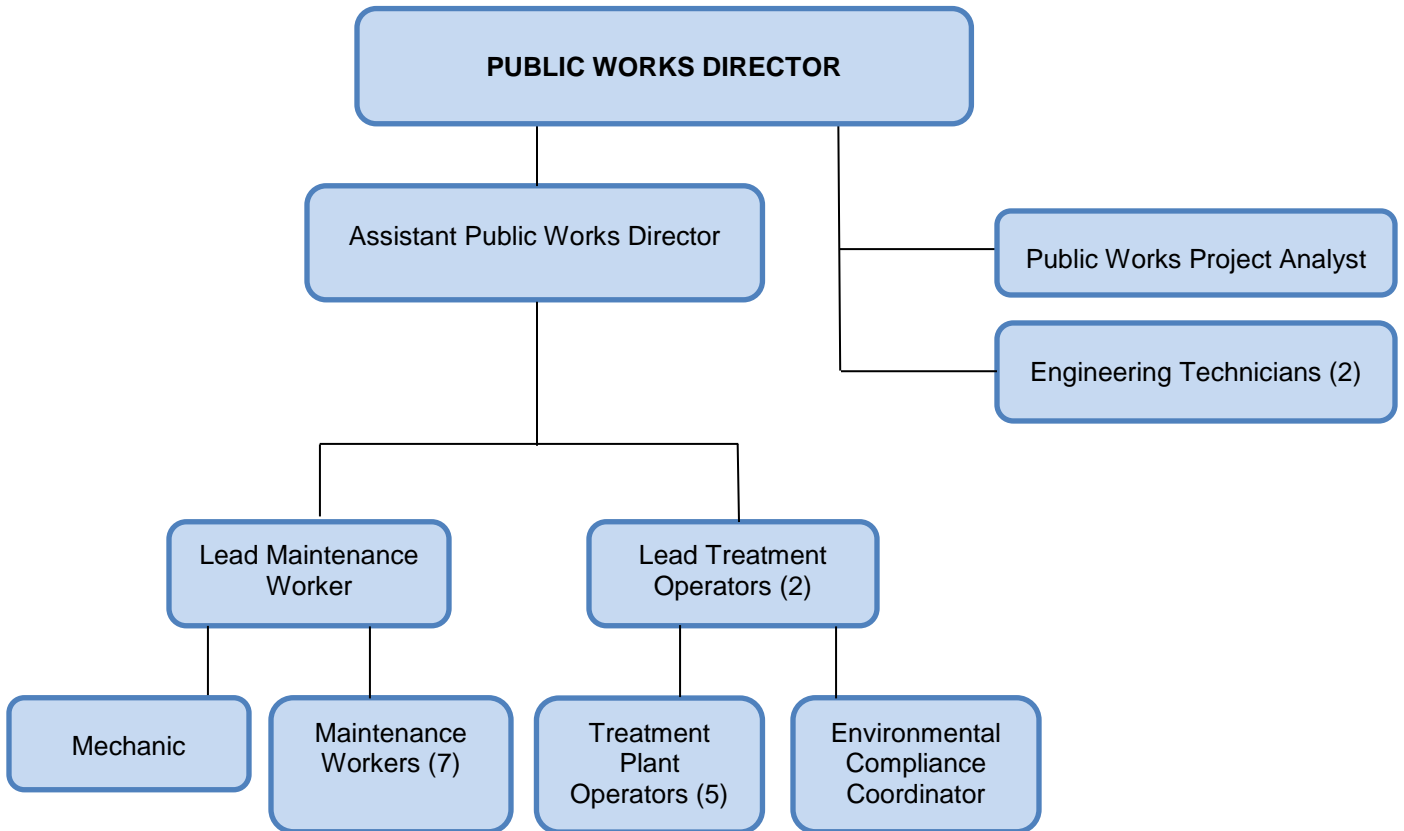 PUBLIC WORKS DIRECTOR
Assistant Public Works Director
Public Works Project Analyst
Engineering Technicians (2)
Lead Maintenance
Worker
Lead Treatment
Operators (2)
Mechanic
Maintenance
Workers (7)
Treatment
Plant
Operators (5)
Environmental
Compliance
Coordinator